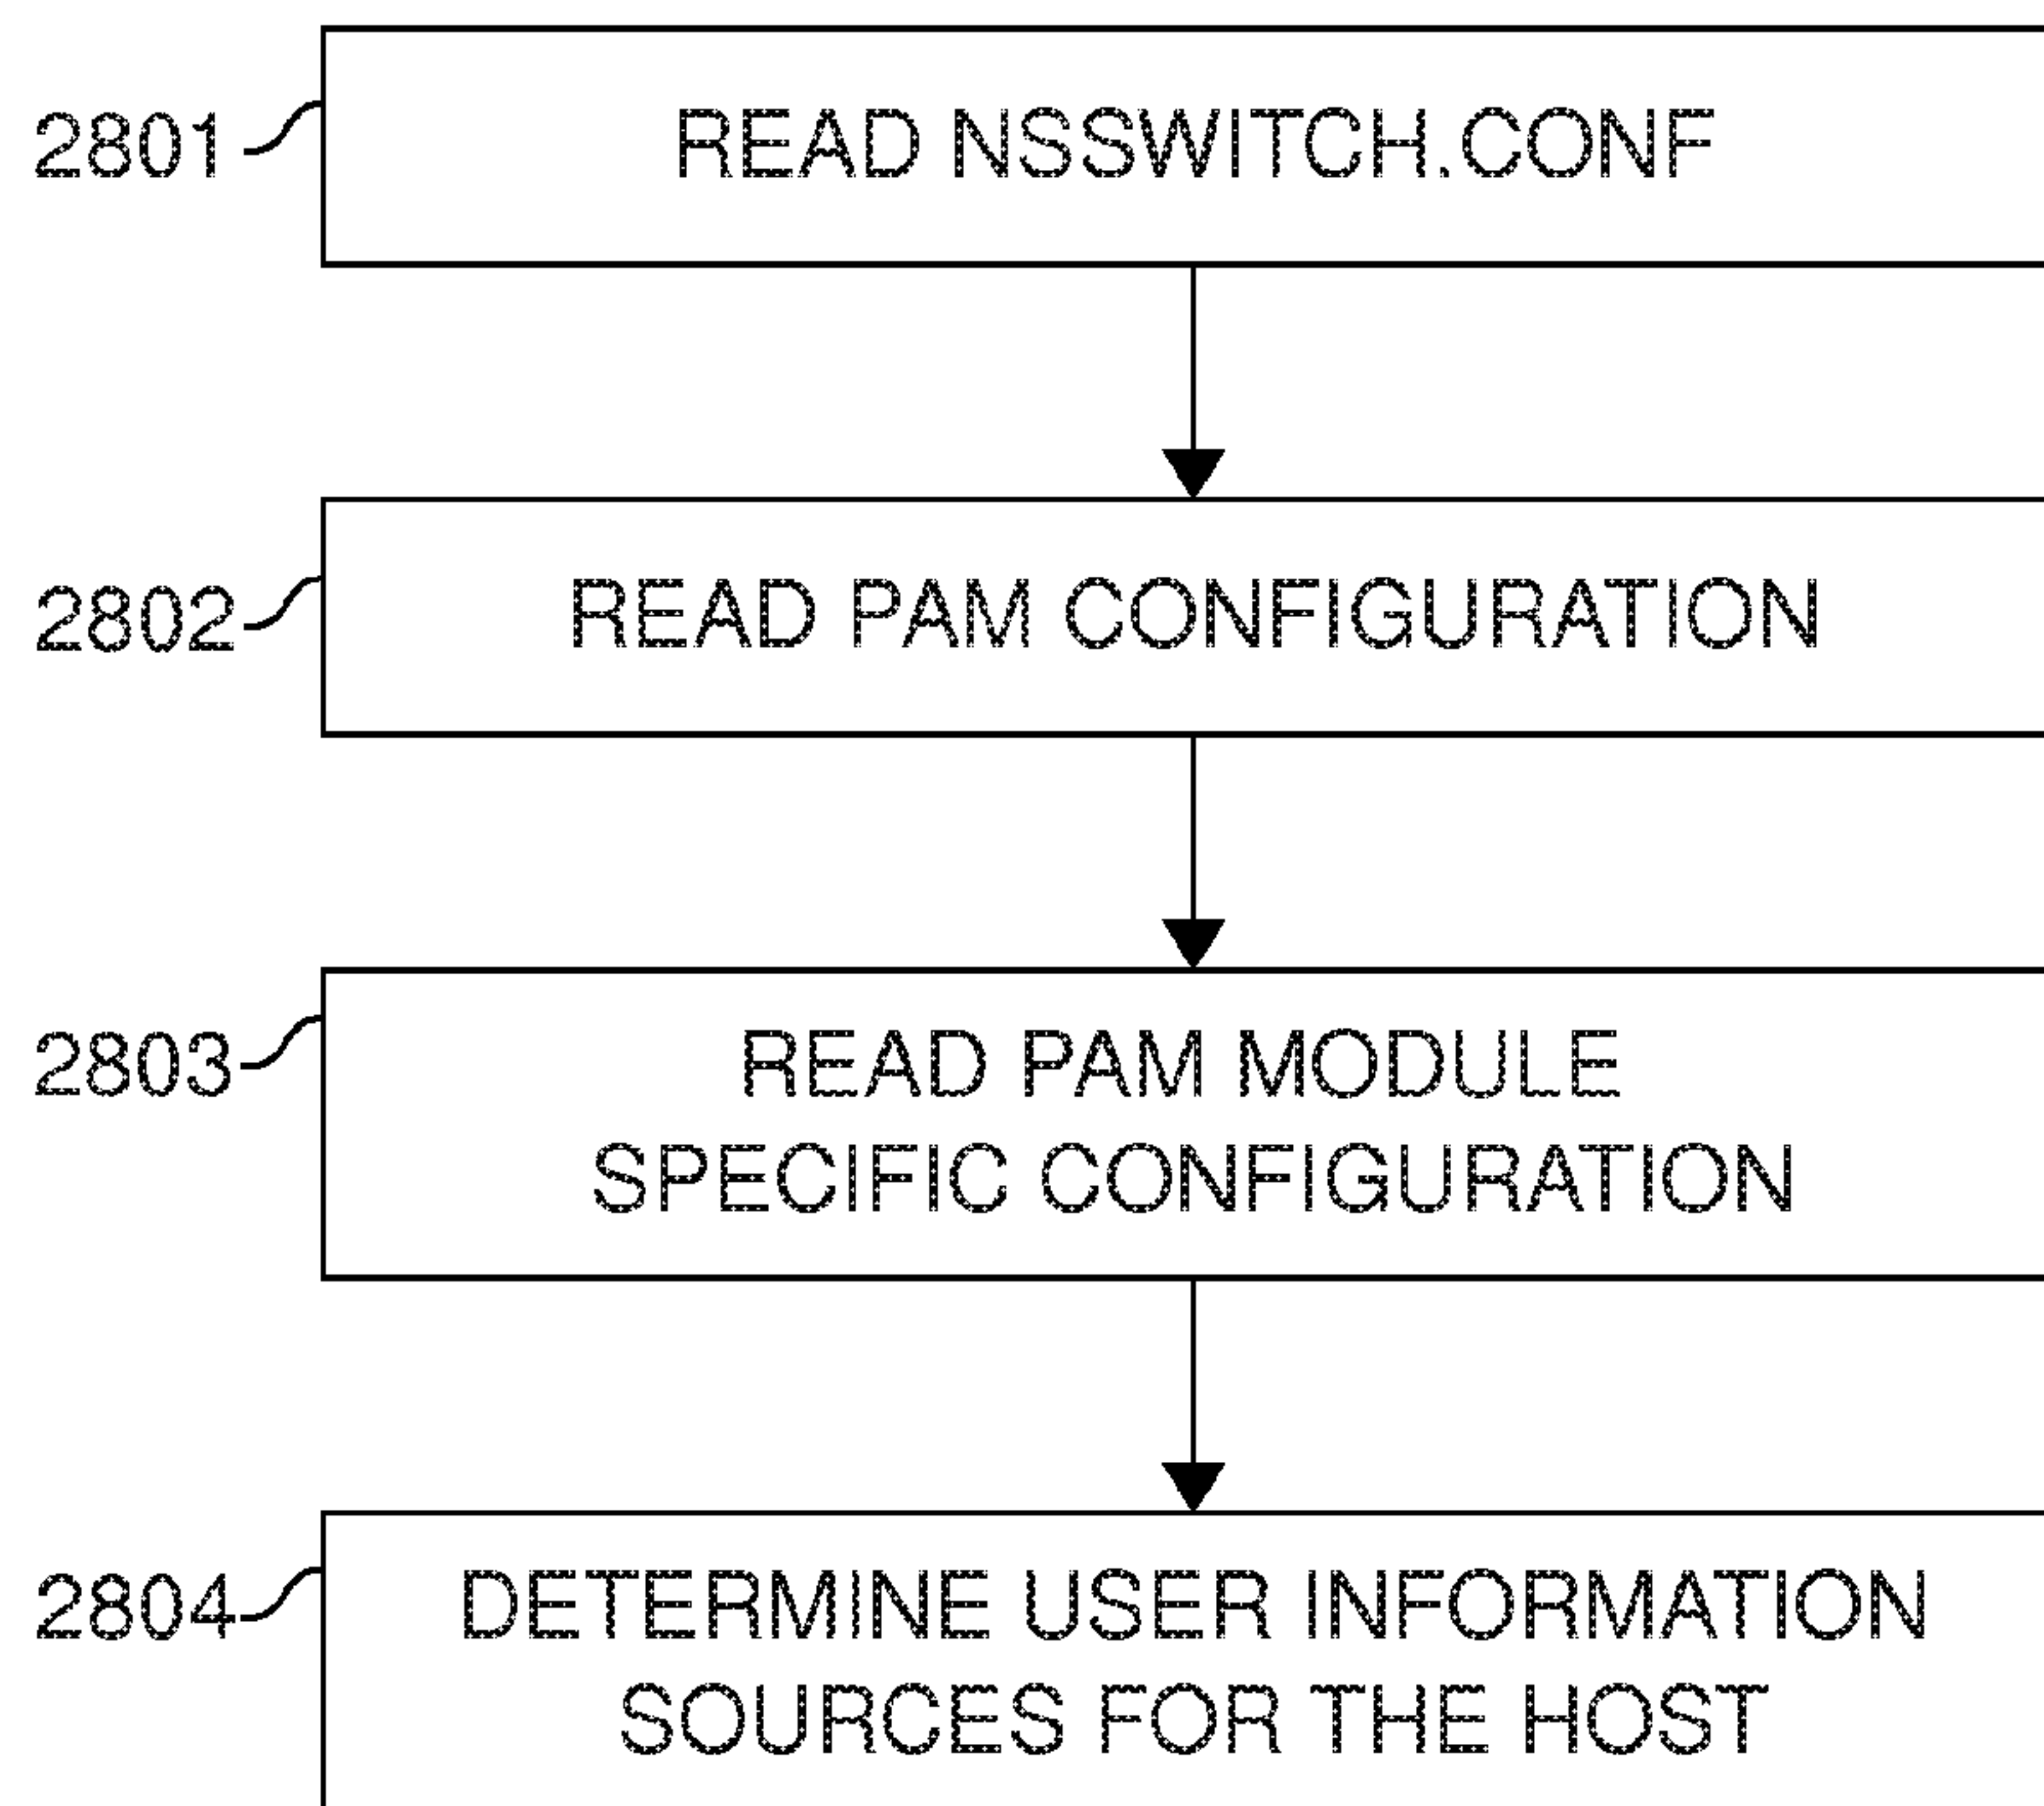 2801 READ NSSWITCH.CONF
2802 READ PAM CONFIGURATION
2803 READ PAM MODULE
SPECIFIC CONFIGURATION
2804 DETERMINE USER INFORMATION
SOURCES FOR THE HOST